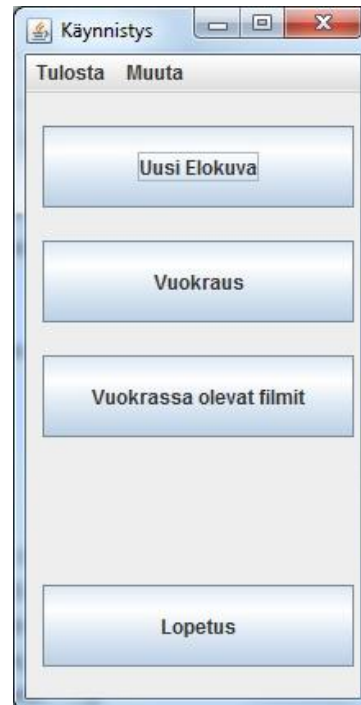 Käynnistys
Tulosta Muuta
Uusi Elokuva
Vuokraus
Vuokrassa olevat filmit
Lopetus